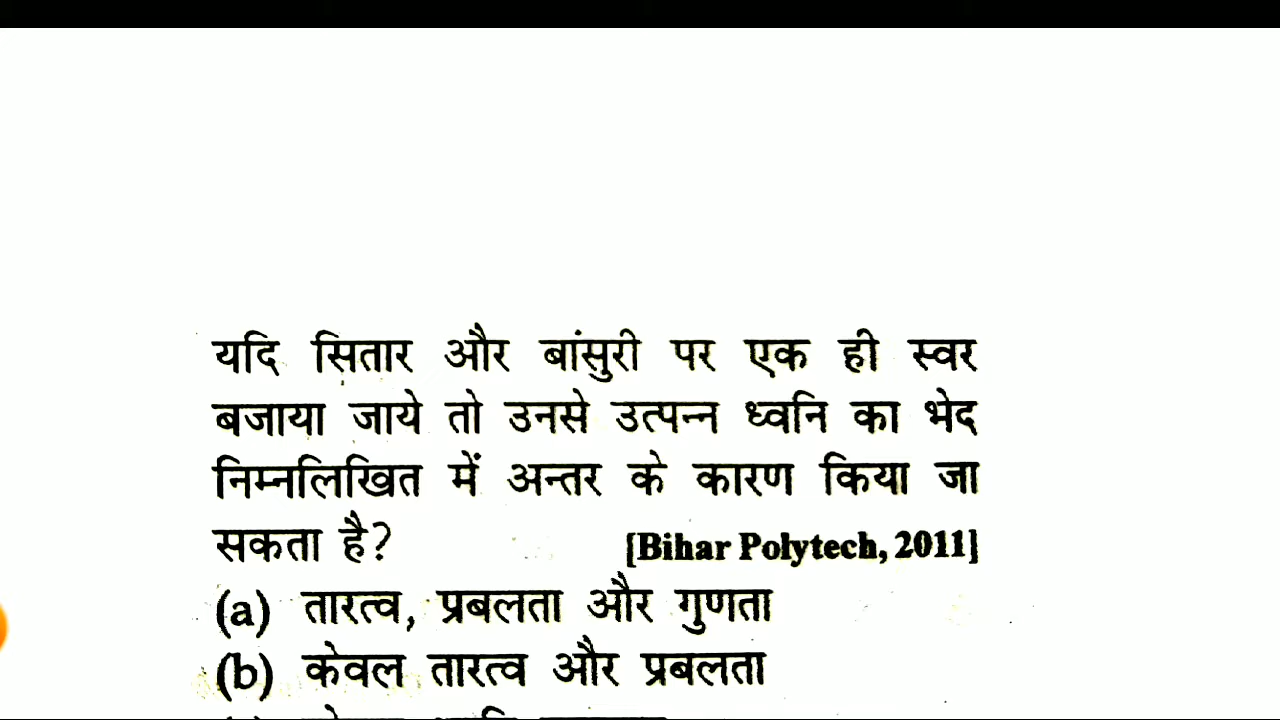 यदि सितार और बांसुरी पर एक ही स्वर
बजाया जाये तो उनसे उत्पन्न ध्वनि का भेद
निम्नलिखित में अन्तर के कारण किया जा
सकता है? [Bihar Polytech, 2011]
(a) तारत्व, प्रबलता और गुणता
(b) केवल तारत्व और प्रबलता